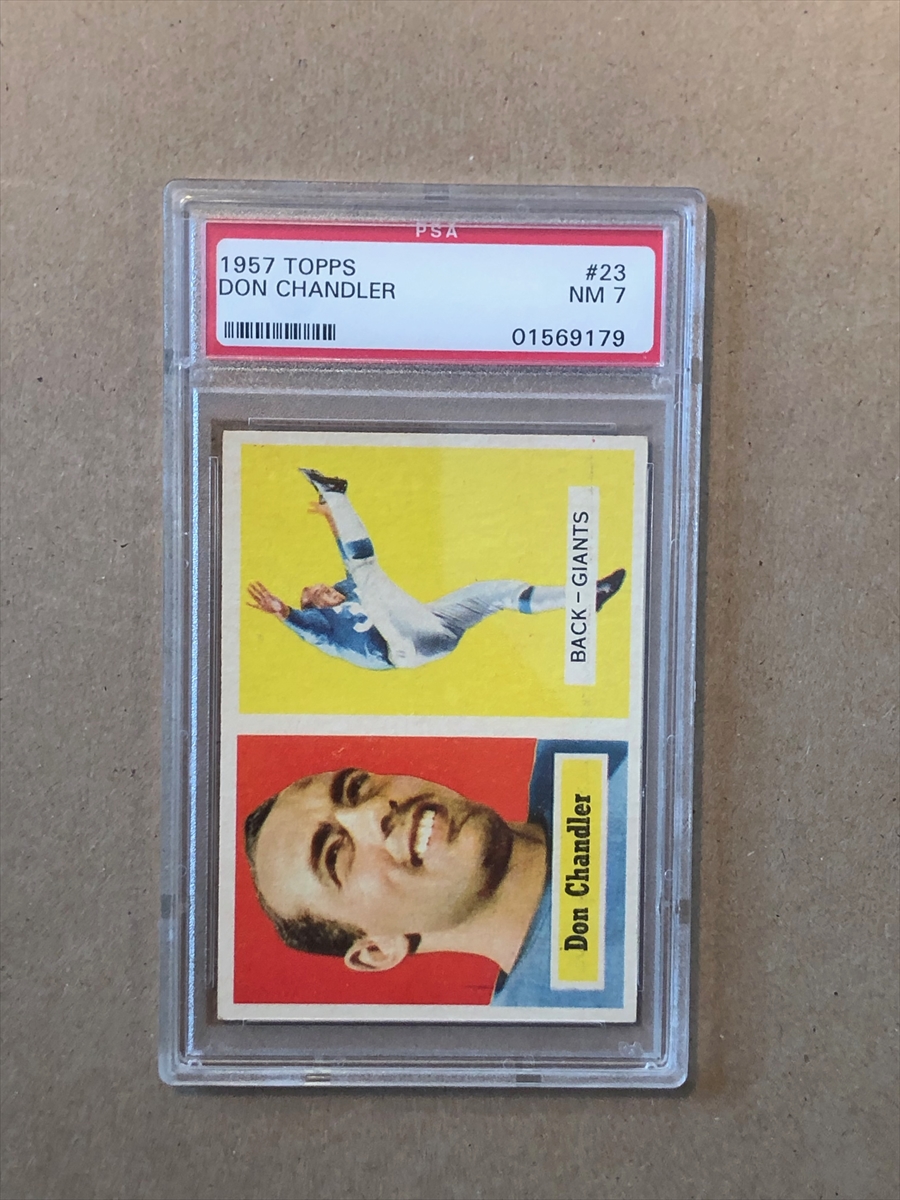 PSA
1957 TOPPS #23
DON CHANDLER NM 7
01569179
BACK – GIANTS
Don Chandler